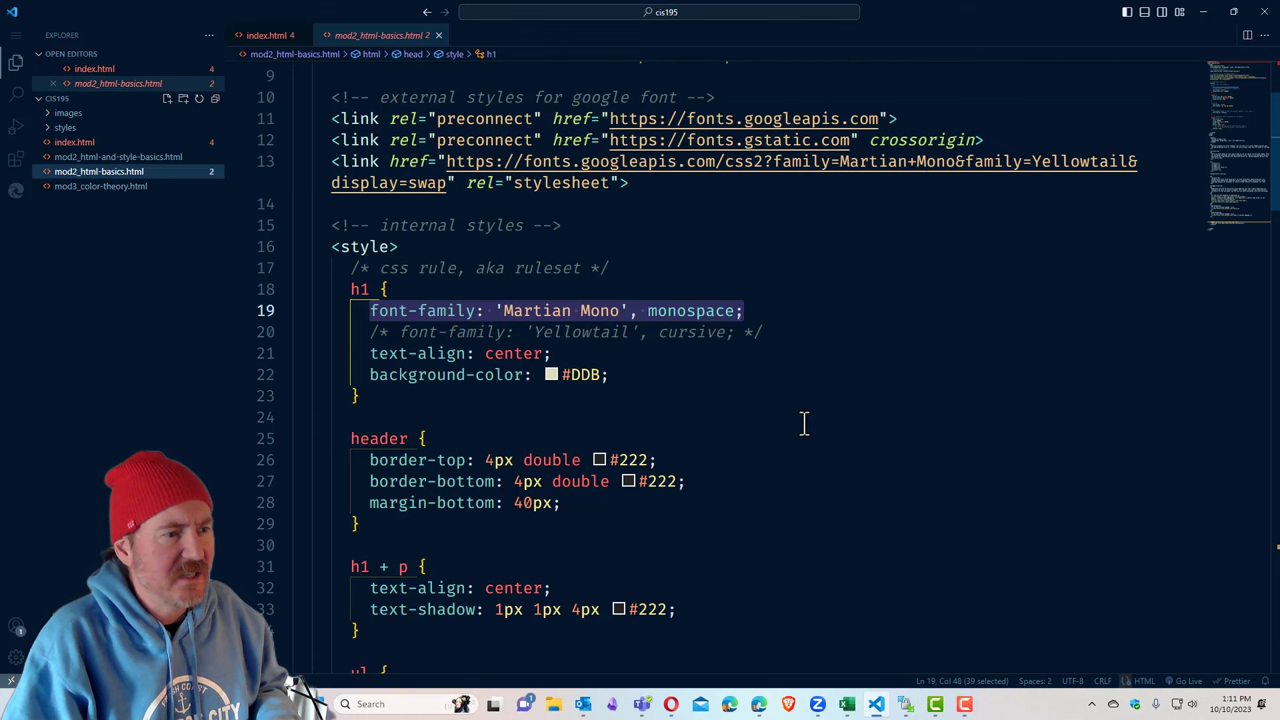 cis195
EXPLORER
index.html 4
mod2_html-basics.html 2
OPEN EDITORS
mod2_html-basics.html > html > head > style > h1
index.html 4
mod2_html-basics.html 2
CIS195
images
styles
index.html 4
mod2_html-and-style-basics.html
mod2_html-basics.html 2
mod3_color-theory.html
9
10 <!-- external styles for google font -->
11 <link rel="preconnect" href="https://fonts.googleapis.com">
12 <link rel="preconnect" href="https://fonts.gstatic.com" crossorigin>
13 <link href="https://fonts.googleapis.com/css2?family=Martian+Mono&family=Yellowtail&
display=swap" rel="stylesheet">
14
15 <!-- internal styles -->
16 <style>
17 /* css rule, aka ruleset */
18 h1 {
19 font-family: 'Martian Mono', monospace;
20 /* font-family: 'Yellowtail', cursive; */
21 text-align: center;
22 background-color: #DDB;
23 }
24
25 header {
26 border-top: 4px double #222;
27 border-bottom: 4px double #222;
28 margin-bottom: 40px;
29 }
30
31 h1 + p {
32 text-align: center;
33 text-shadow: 1px 1px 4px #222;
}
ul {
Ln 19, Col 48 (39 selected) Spaces: 2 UTF-8 CRLF HTML Go Live Prettier
Search
1:11 PM
10/10/2023